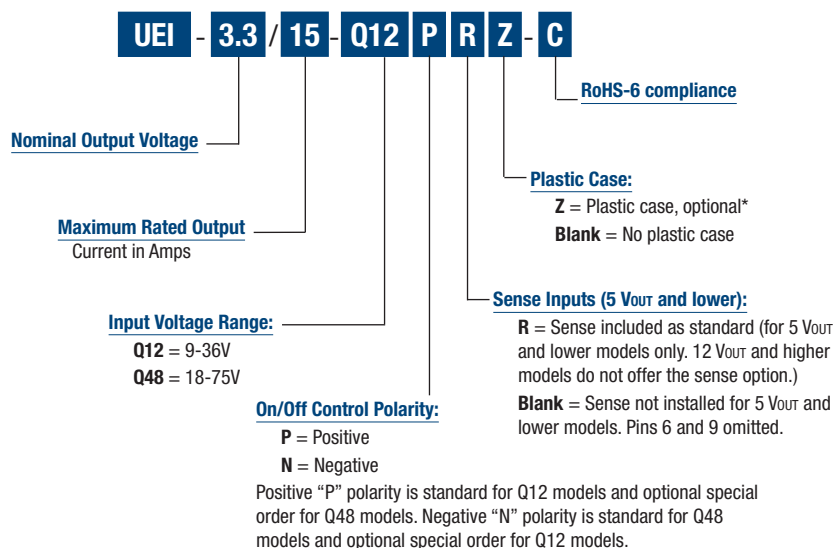 UEI - 3.3 / 15 - Q12 P R Z - C
RoHS-6 compliance
Nominal Output Voltage
Plastic Case:
Z = Plastic case, optional*
Blank = No plastic case
Maximum Rated Output
Current in Amps
Sense Inputs (5 VOUT and lower):
R = Sense included as standard (for 5 VOUT
and lower models only. 12 VOUT and higher
models do not offer the sense option.)
Blank = Sense not installed for 5 VOUT and
lower models. Pins 6 and 9 omitted.
Input Voltage Range:
Q12 = 9-36V
Q48 = 18-75V
On/Off Control Polarity:
P = Positive
N = Negative
Positive “P” polarity is standard for Q12 models and optional special
order for Q48 models. Negative “N” polarity is standard for Q48
models and optional special order for Q12 models.